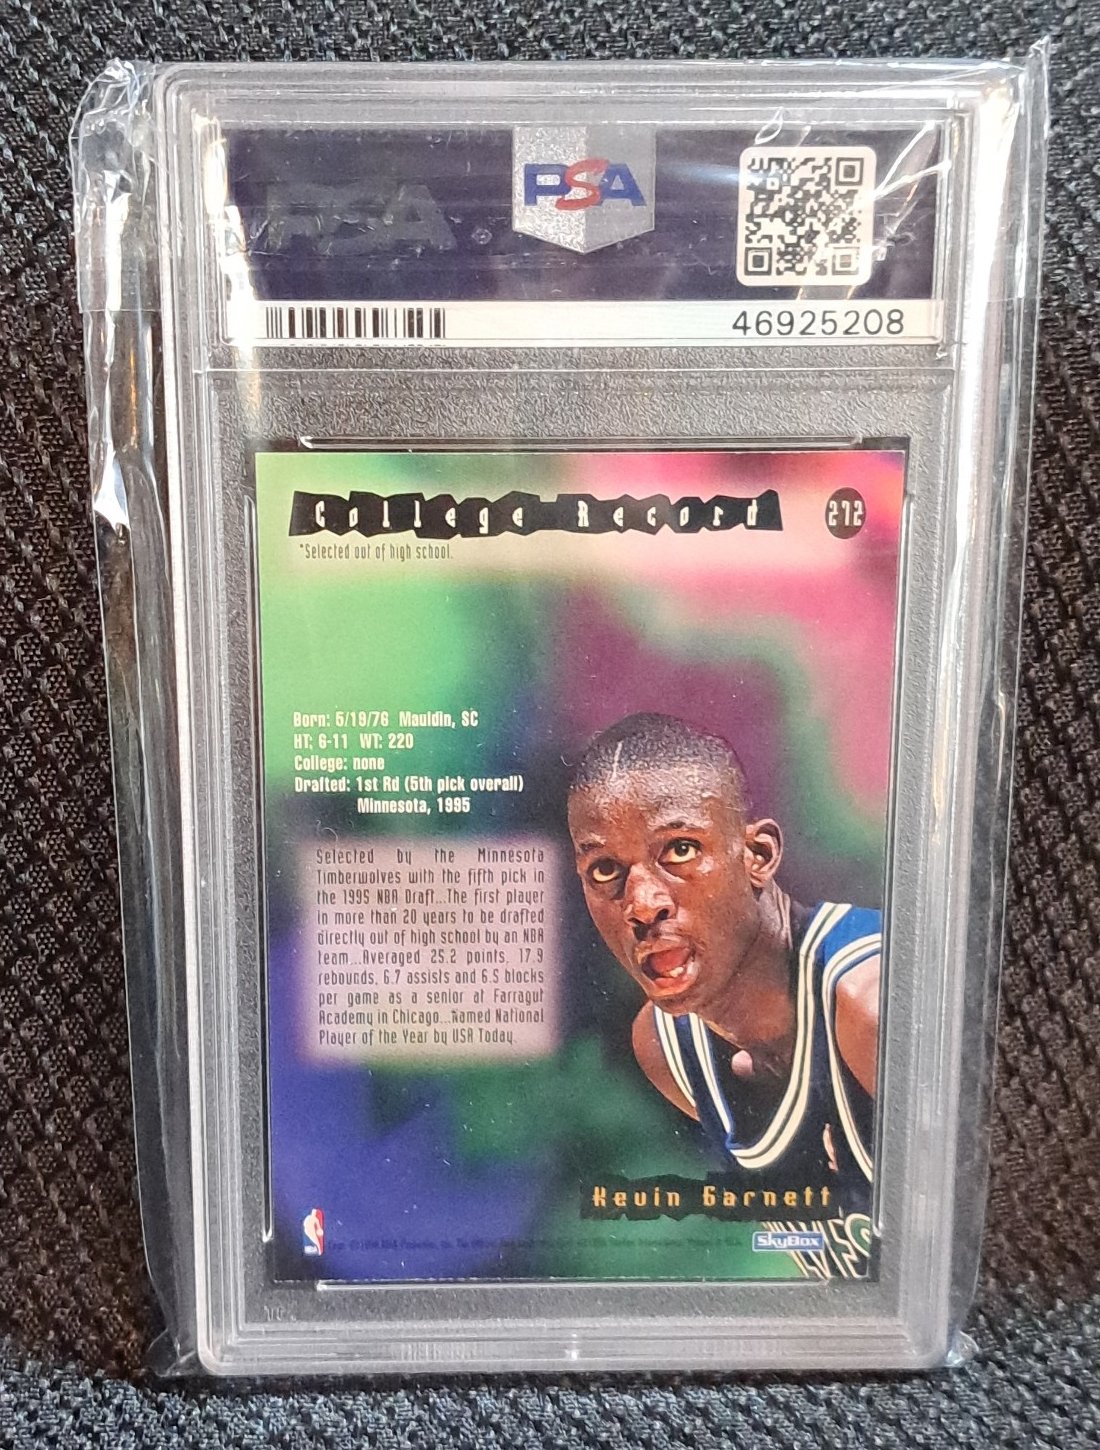 PSA
PSA
46925208
College Record
272
*Selected out of high school.
Born: 5/19/76 Mauldin, SC
HT: 6-11 WT: 220
College: none
Drafted: 1st Rd (5th pick overall)
Minnesota, 1995
Selected by the Minnesota
Timberwolves with the fifth pick in
the 1995 NBA Draft...The first player
in more than 20 years to be drafted
directly out of high school by an NBA
team...Averaged 25.2 points, 17.9
rebounds, 6.7 assists and 6.5 blocks
per game as a senior at Farragut
Academy in Chicago...Named National
Player of the Year by USA Today.
Kevin Garnett
SkyBox